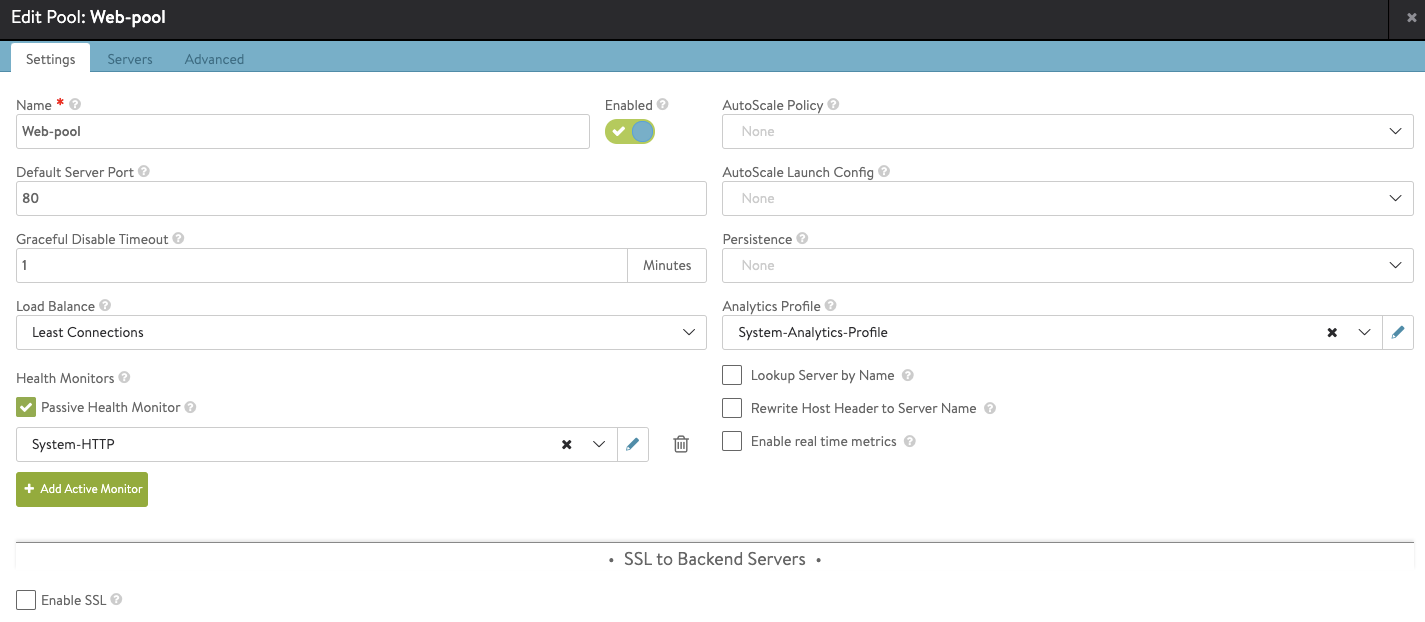 Edit Pool: Web-pool
Settings Servers Advanced
Name *
Web-pool
Enabled
Default Server Port
80
Graceful Disable Timeout
1 Minutes
Load Balance
Least Connections
Health Monitors
Passive Health Monitor
System-HTTP
+ Add Active Monitor
AutoScale Policy
None
AutoScale Launch Config
None
Persistence
None
Analytics Profile
System-Analytics-Profile
Lookup Server by Name
Rewrite Host Header to Server Name
Enable real time metrics
• SSL to Backend Servers •
Enable SSL